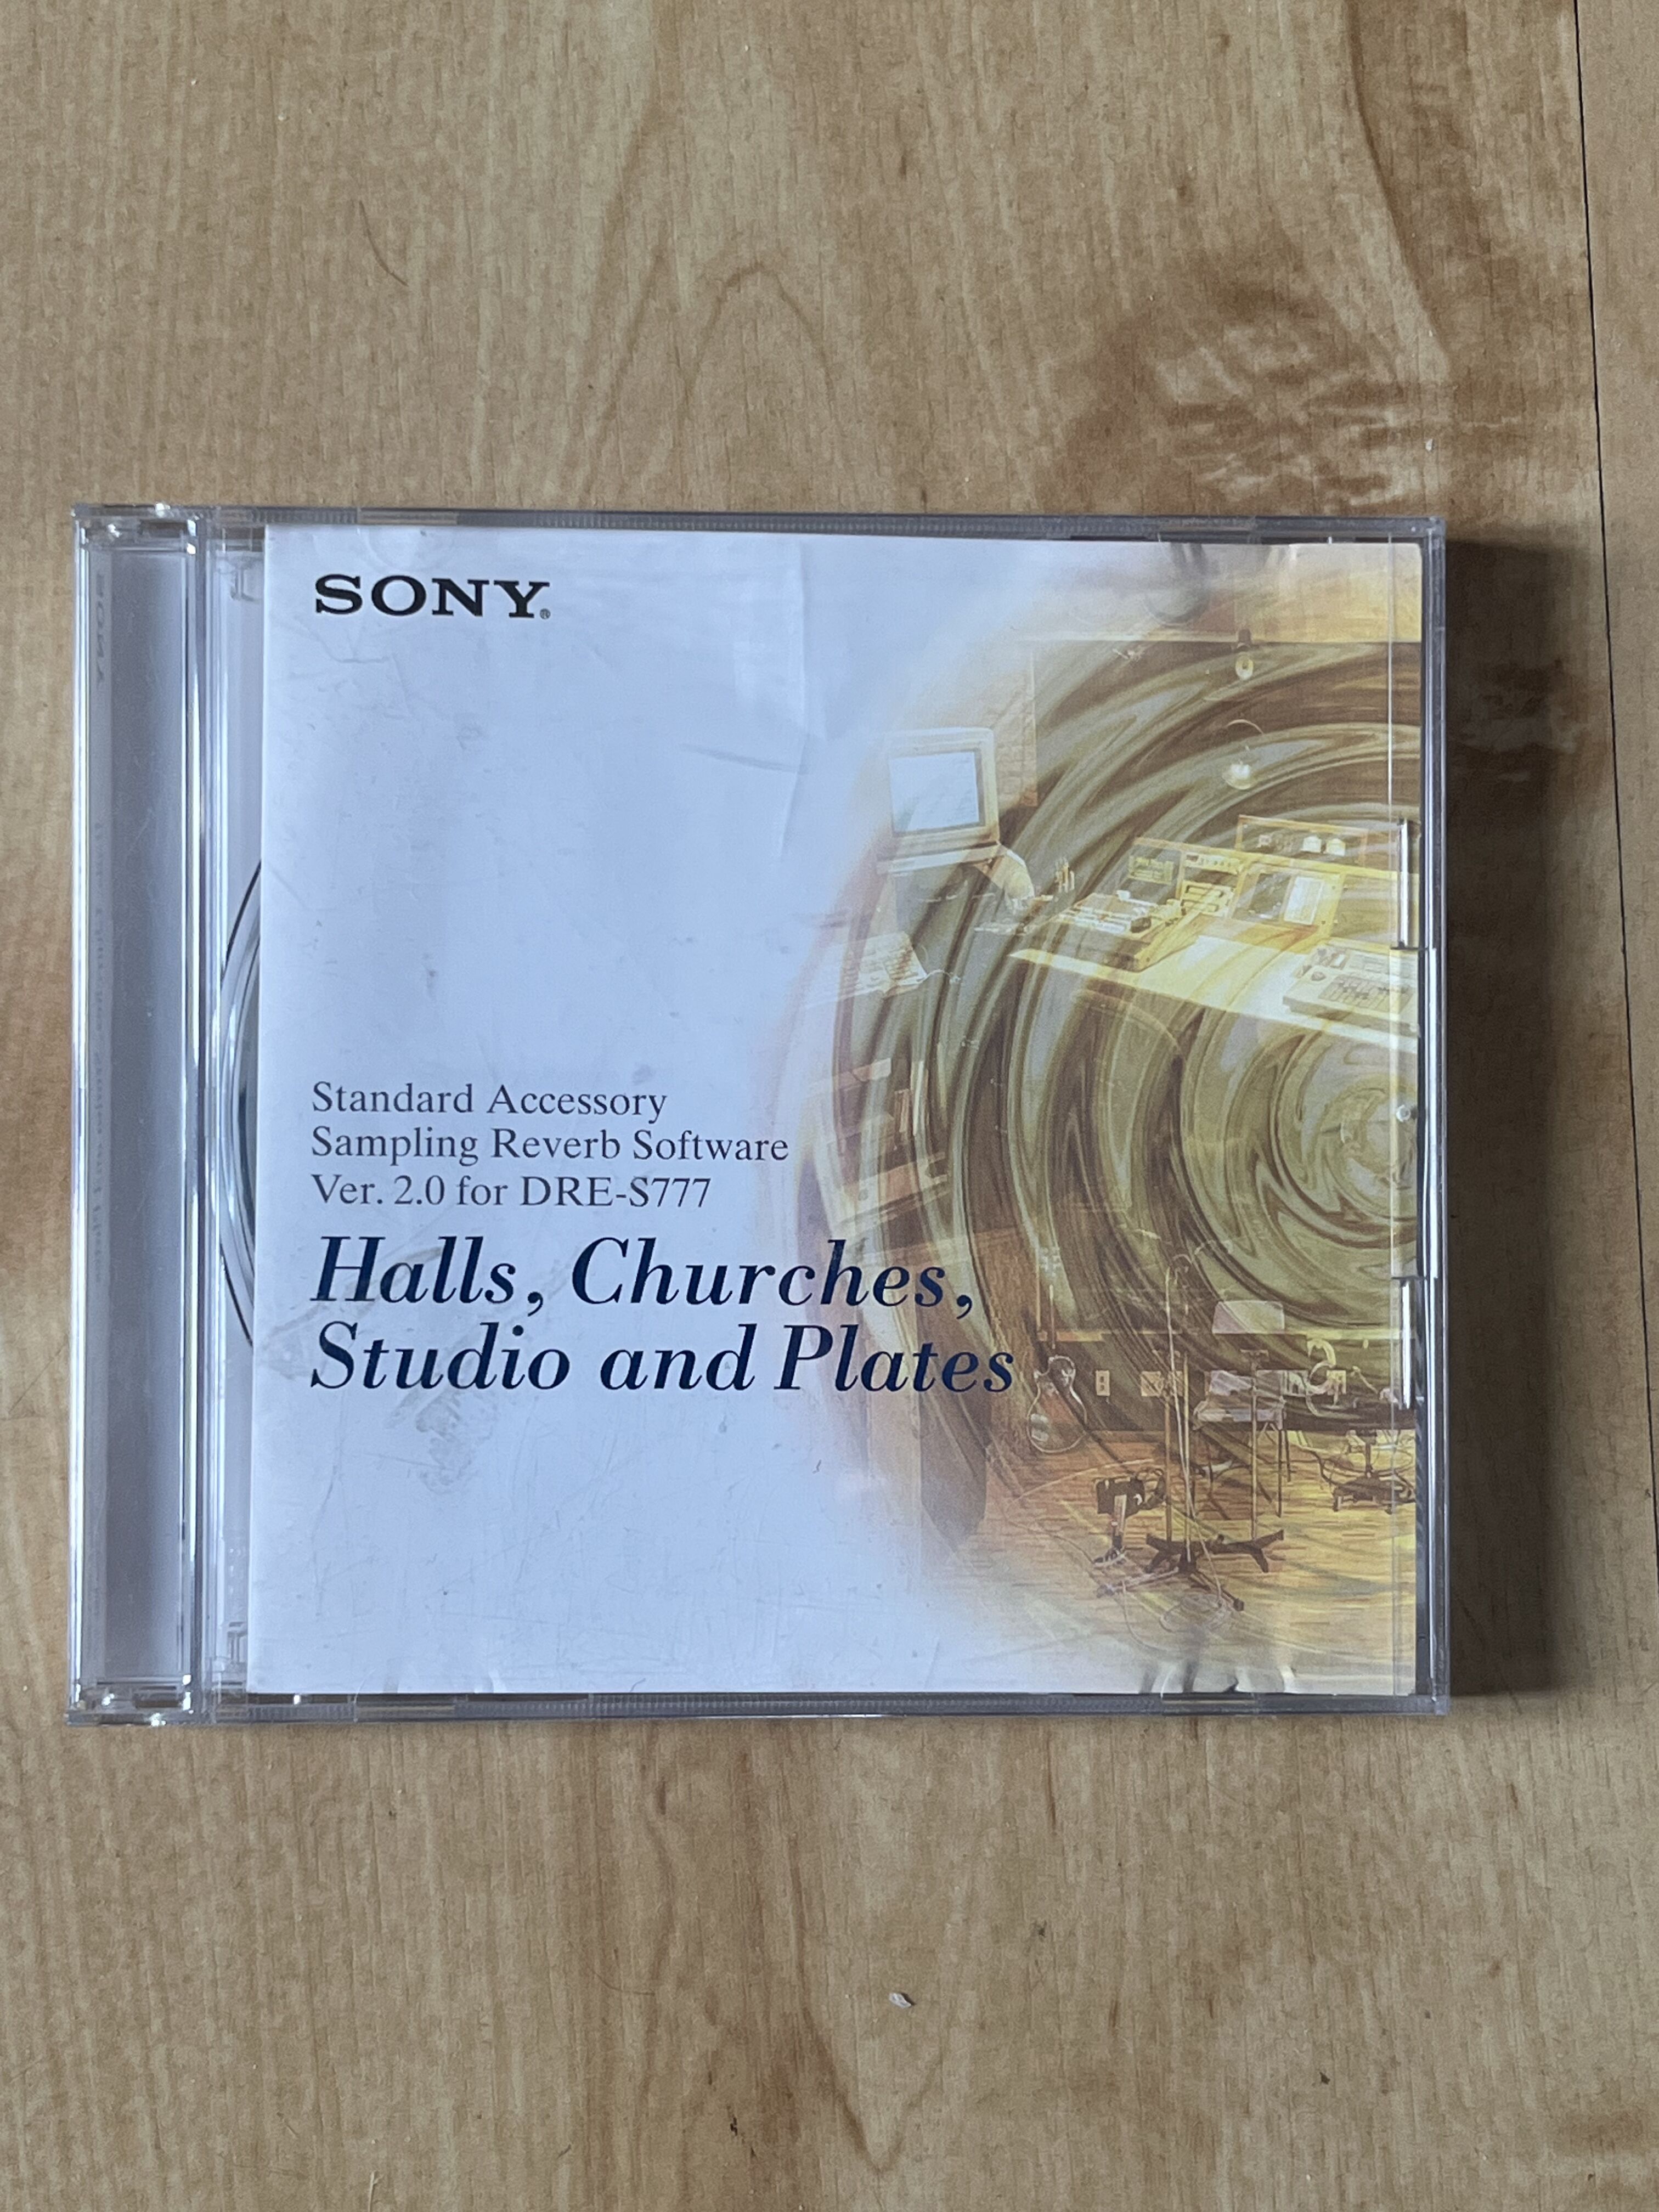 SONY®
Standard Accessory
Sampling Reverb Software
Ver. 2.0 for DRE-S777
Halls, Churches,
Studio and Plates